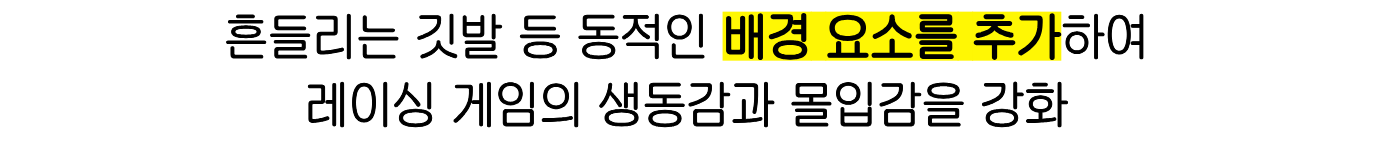 흔들리는 깃발 등 동적인 배경 요소를 추가하여
레이싱 게임의 생동감과 몰입감을 강화